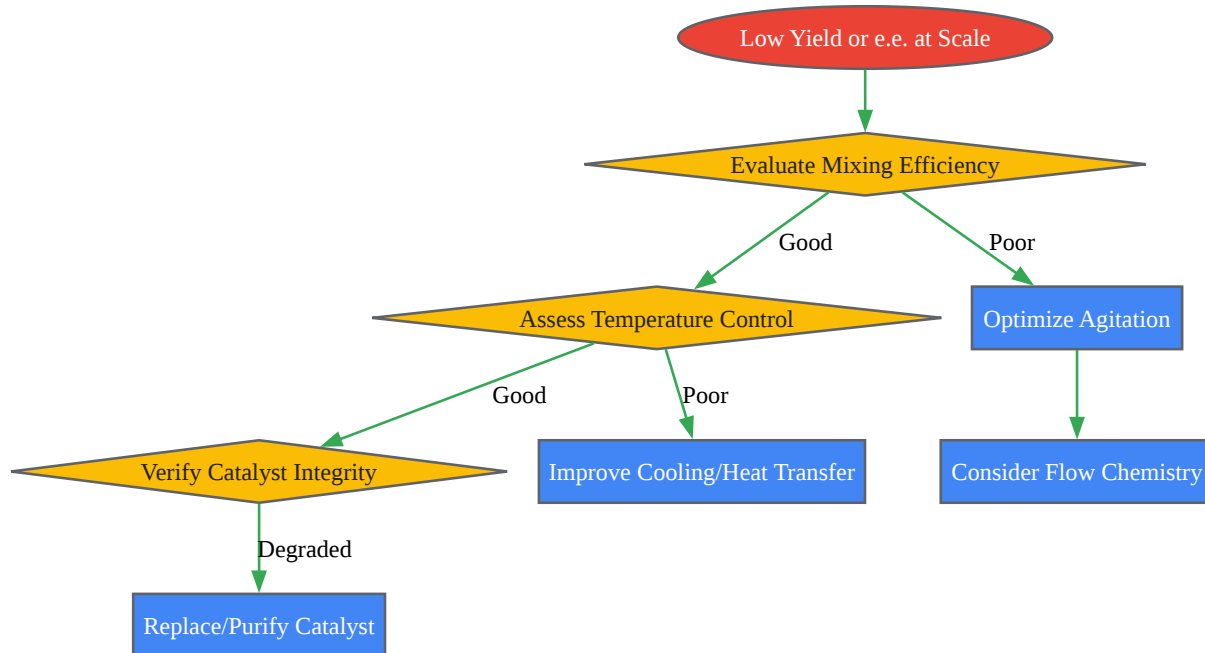 Low Yield or e.e. at Scale
Evaluate Mixing Efficiency
Good
Poor
Assess Temperature Control
Optimize Agitation
Good
Poor
Verify Catalyst Integrity
Improve Cooling/Heat Transfer
Consider Flow Chemistry
Degraded
Replace/Purify Catalyst